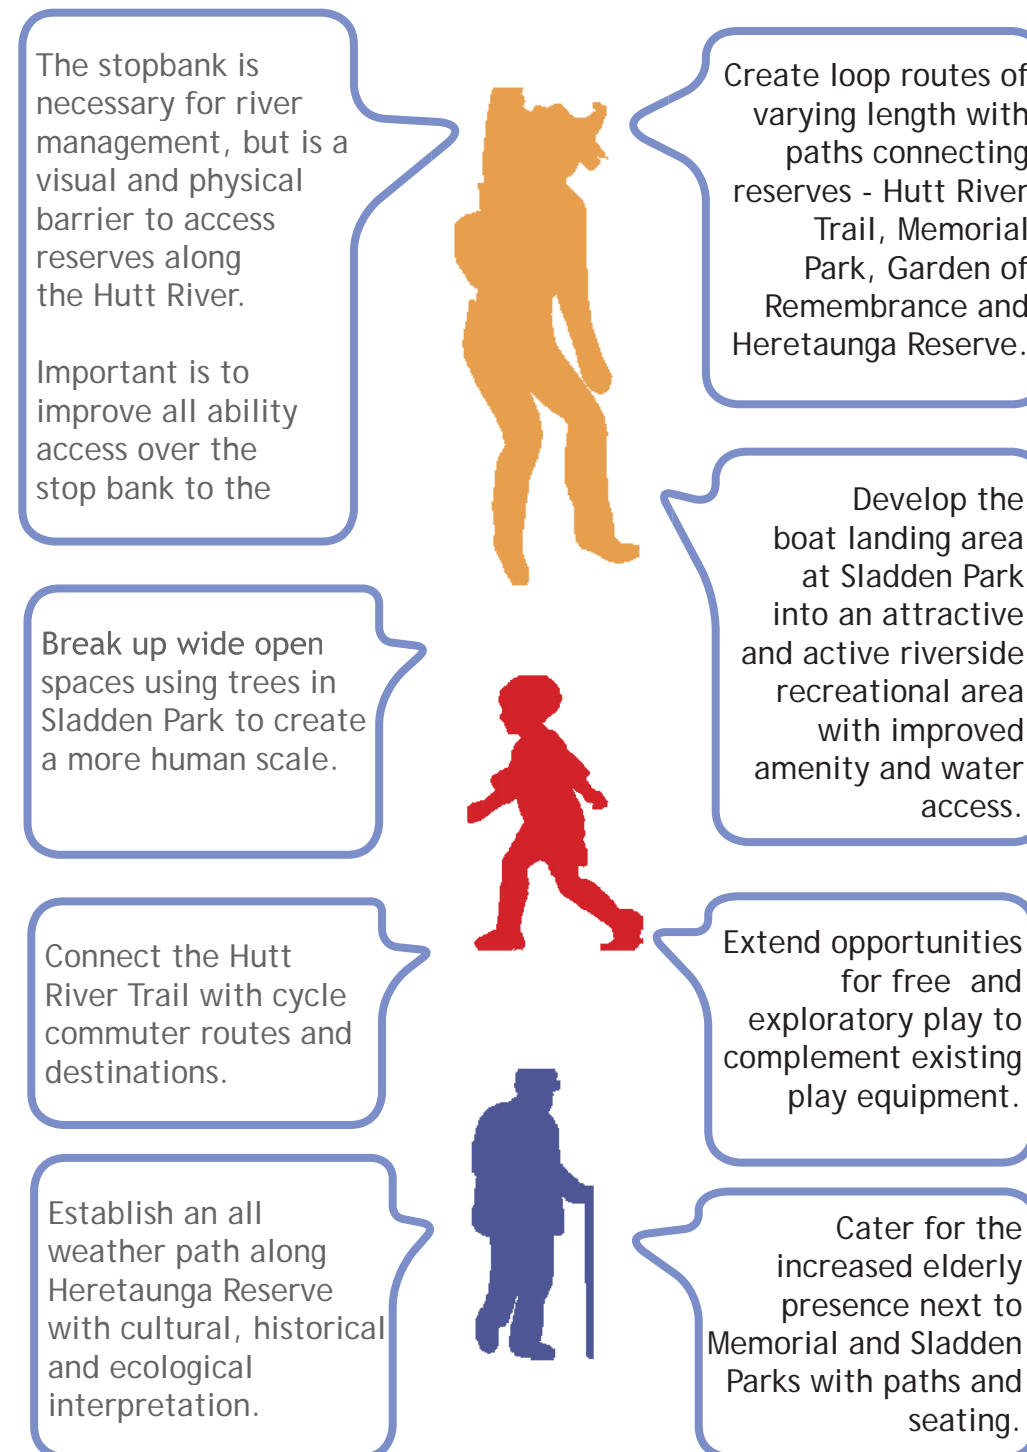 The stopbank is
necessary for river
management, but is a
visual and physical
barrier to access
reserves along
the Hutt River.
Important is to
improve all ability
access over the
stop bank to the
Break up wide open
spaces using trees in
Sladden Park to create
a more human scale.
Connect the Hutt
River Trail with cycle
commuter routes and
destinations.
Establish an all
weather path along
Heretaunga Reserve
with cultural, historical
and ecological
interpretation.
Create loop routes of
varying length with
paths connecting
reserves - Hutt River
Trail, Memorial
Park, Garden of
Remembrance and
Heretaunga Reserve.
Develop the
boat landing area
at Sladden Park
into an attractive
and active riverside
recreational area
with improved
amenity and water
access.
Extend opportunities
for free  and
exploratory play to
complement existing
play equipment.
Cater for the
increased elderly
presence next to
Memorial and Sladden
Parks with paths and
seating.